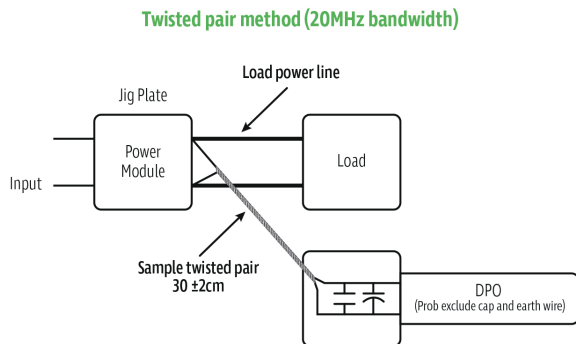 Twisted pair method (20MHz bandwidth)
Load power line
Jig Plate
Power
Module
Load
Input
Sample twisted pair
30 ±2cm
DPO
(Prob exclude cap and earth wire)